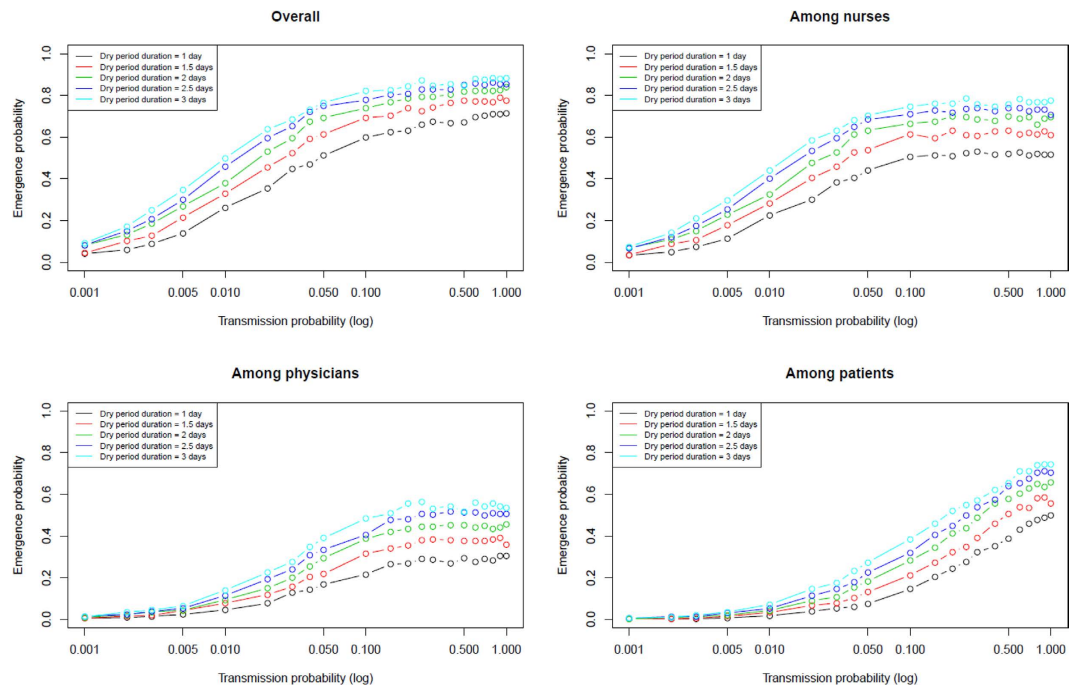 Overall
Emergence probability
1.0
0.8
0.6
0.4
0.2
0.0
Dry period duration = 1 day
Dry period duration = 1.5 days
Dry period duration = 2 days
Dry period duration = 2.5 days
Dry period duration = 3 days
0.001 0.005 0.010 0.050 0.100 0.500 1.000
Transmission probability (log)
Among nurses
Emergence probability
1.0
0.8
0.6
0.4
0.2
0.0
Dry period duration = 1 day
Dry period duration = 1.5 days
Dry period duration = 2 days
Dry period duration = 2.5 days
Dry period duration = 3 days
0.001 0.005 0.010 0.050 0.100 0.500 1.000
Transmission probability (log)
Among physicians
Emergence probability
1.0
0.8
0.6
0.4
0.2
0.0
Dry period duration = 1 day
Dry period duration = 1.5 days
Dry period duration = 2 days
Dry period duration = 2.5 days
Dry period duration = 3 days
0.001 0.005 0.010 0.050 0.100 0.500 1.000
Transmission probability (log)
Among patients
Emergence probability
1.0
0.8
0.6
0.4
0.2
0.0
Dry period duration = 1 day
Dry period duration = 1.5 days
Dry period duration = 2 days
Dry period duration = 2.5 days
Dry period duration = 3 days
0.001 0.005 0.010 0.050 0.100 0.500 1.000
Transmission probability (log)